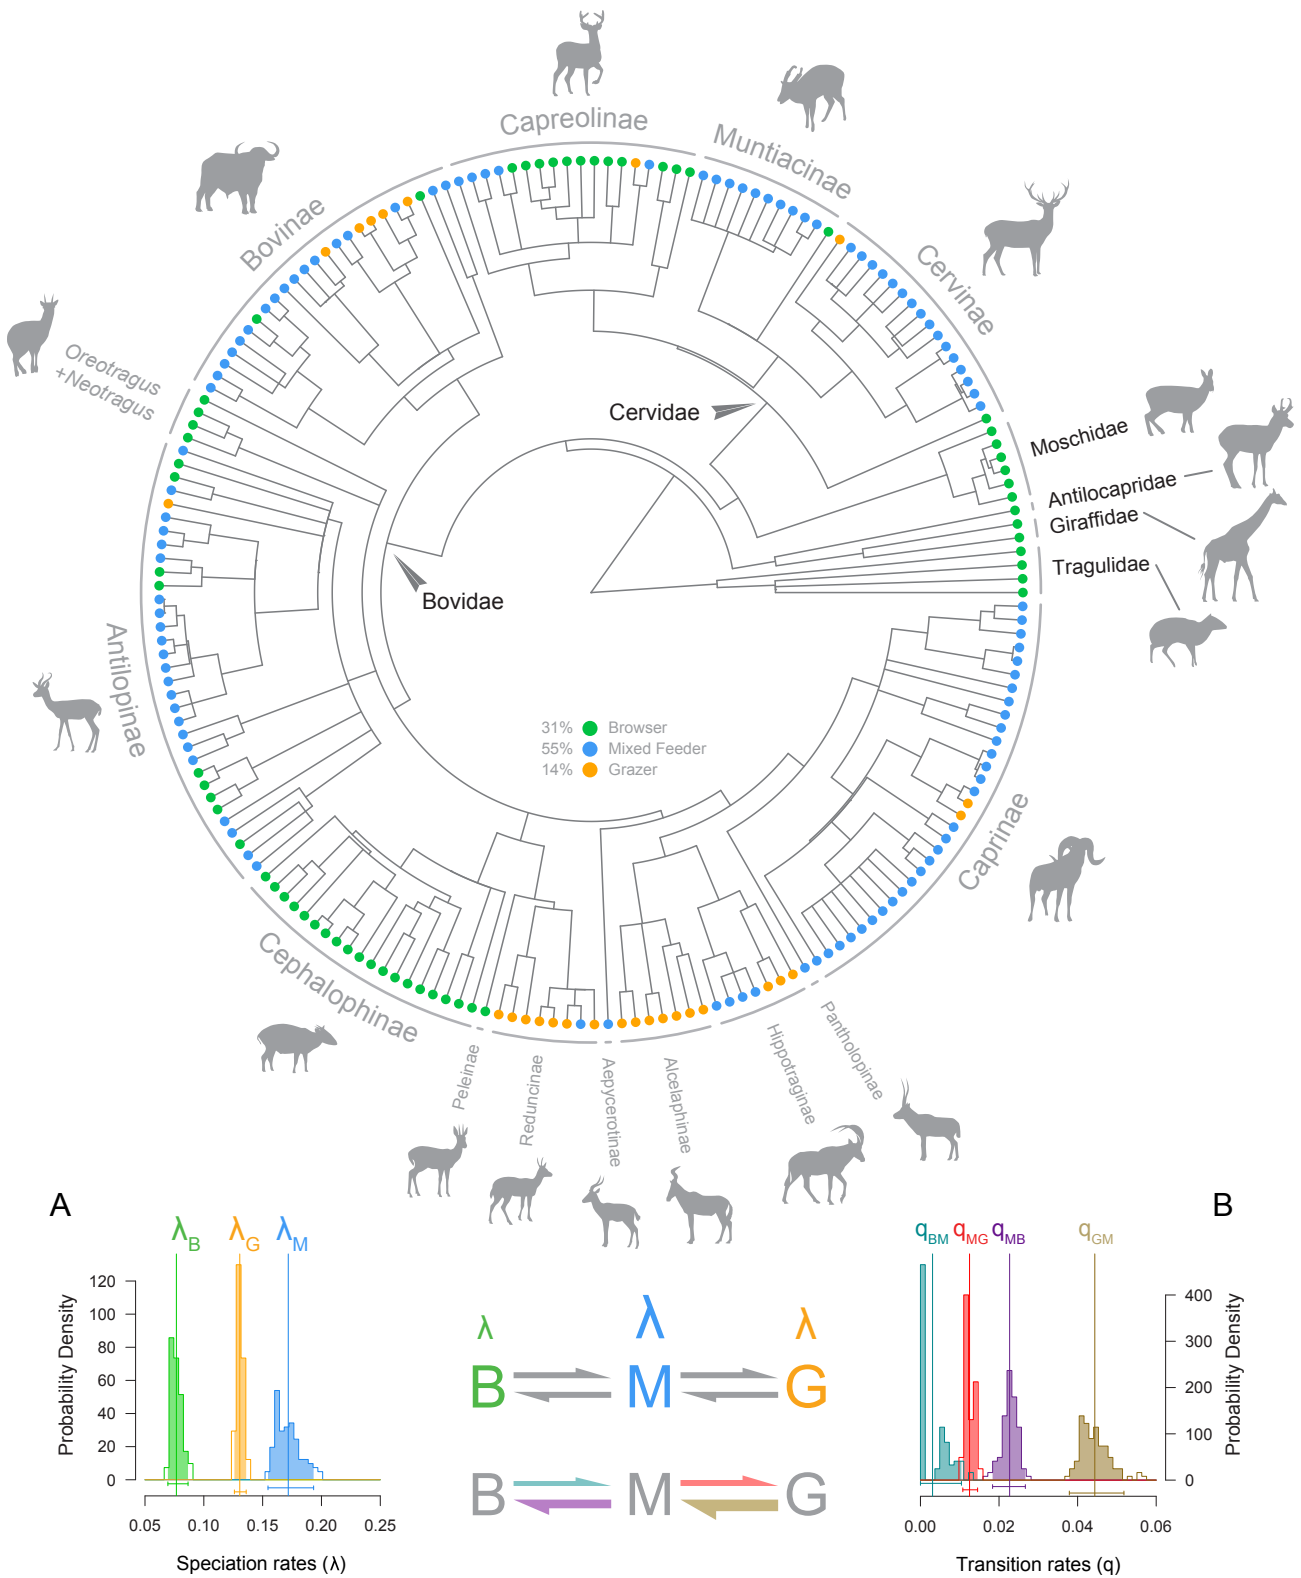 Capreolinae
Muntiacinae
Bovinae
Cervinae
Oreotragus
+Neotragus
Cervidae
Moschidae
Antilocapridae
Giraffidae
Tragulidae
Bovidae
Antilopinae
31% Browser
55% Mixed Feeder
14% Grazer
Caprinae
Cephalophinae
Peleinae
Reduncinae
Aepycerotinae
Alcelaphinae
Hippotraginae
Pantholopinae
A
λB λG λM
Probability Density
120
100
80
60
40
20
0
0.05 0.10 0.15 0.20 0.25
Speciation rates (λ)
λ λ λ
B M G
B M G
B
qBM qMG qMB qGM
400
300
200
100
0
Probability Density
0.00 0.02 0.04 0.06
Transition rates (q)